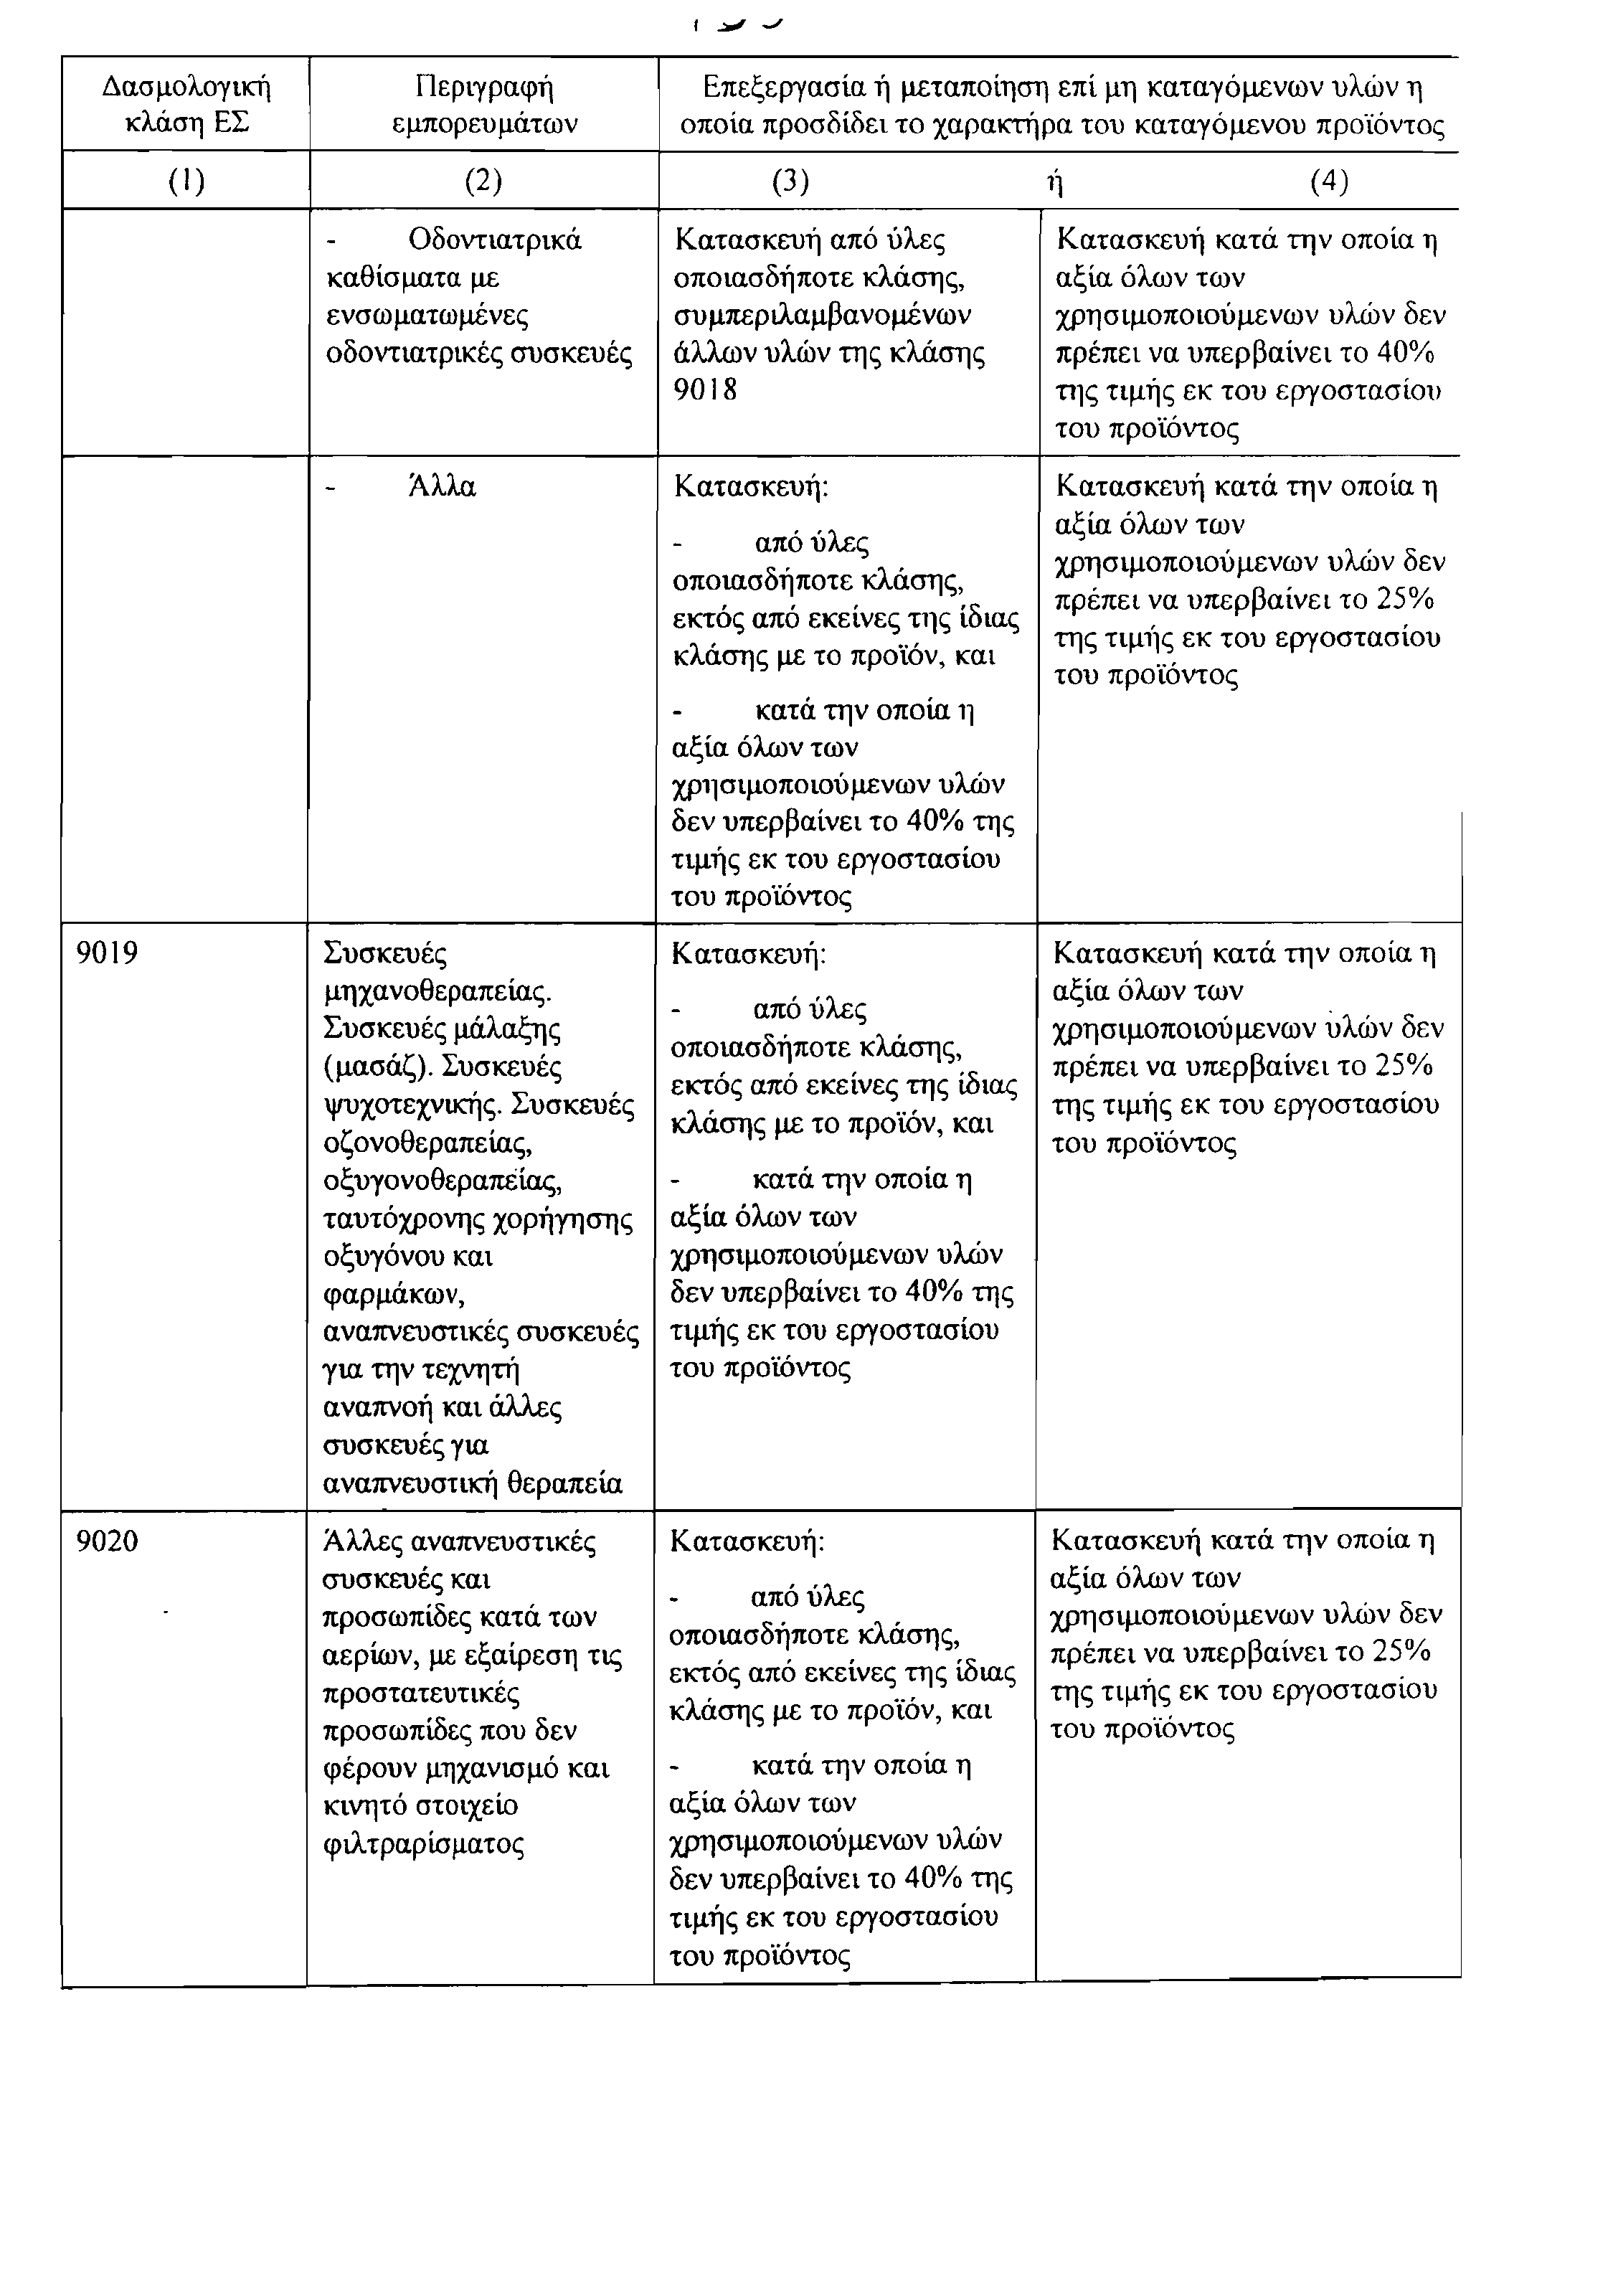 Δασμολογική
κλάση ΕΣ
Περιγραφή
εμπορευμάτων
Επεξεργασία ή μεταποίηση επί μη καταγόμενων υλών η
οποία προσδίδει το χαρακτήρα του καταγόμενου προϊόντος
(1)
(2)
(3) ή (4)
- Οδοντιατρικά
καθίσματα με
ενσωματωμένες
οδοντιατρικές συσκευές
Κατασκευή από ύλες
οποιασδήποτε κλάσης,
συμπεριλαμβανομένων
άλλων υλών της κλάσης
9018
Κατασκευή κατά την οποία η
αξία όλων των
χρησιμοποιούμενων υλών δεν
πρέπει να υπερβαίνει το 40%
της τιμής εκ του εργοστασίου
του προϊόντος
- Άλλα
Κατασκευή:
- από ύλες
οποιασδήποτε κλάσης,
εκτός από εκείνες της ίδιας
κλάσης με το προϊόν, και
- κατά την οποία η
αξία όλων των
χρησιμοποιούμενων υλών
δεν υπερβαίνει το 40% της
τιμής εκ του εργοστασίου
του προϊόντος
Κατασκευή κατά την οποία η
αξία όλων των
χρησιμοποιούμενων υλών δεν
πρέπει να υπερβαίνει το 25%
της τιμής εκ του εργοστασίου
του προϊόντος
9019
Συσκευές
μηχανοθεραπείας.
Συσκευές μάλαξης
(μασάζ). Συσκευές
ψυχοτεχνικής. Συσκευές
οζονοθεραπείας,
οξυγονοθεραπείας,
ταυτόχρονης χορήγησης
οξυγόνου και
φαρμάκων,
αναπνευστικές συσκευές
για την τεχνητή
αναπνοή και άλλες
συσκευές για
αναπνευστική θεραπεία
Κατασκευή:
- από ύλες
οποιασδήποτε κλάσης,
εκτός από εκείνες της ίδιας
κλάσης με το προϊόν, και
- κατά την οποία η
αξία όλων των
χρησιμοποιούμενων υλών
δεν υπερβαίνει το 40% της
τιμής εκ του εργοστασίου
του προϊόντος
Κατασκευή κατά την οποία η
αξία όλων των
χρησιμοποιούμενων υλών δεν
πρέπει να υπερβαίνει το 25%
της τιμής εκ του εργοστασίου
του προϊόντος
9020
Άλλες αναπνευστικές
συσκευές και
προσωπίδες κατά των
αερίων, με εξαίρεση τις
προστατευτικές
προσωπίδες που δεν
φέρουν μηχανισμό και
κινητό στοιχείο
φιλτραρίσματος
Κατασκευή:
- από ύλες
οποιασδήποτε κλάσης,
εκτός από εκείνες της ίδιας
κλάσης με το προϊόν, και
- κατά την οποία η
αξία όλων των
χρησιμοποιούμενων υλών
δεν υπερβαίνει το 40% της
τιμής εκ του εργοστασίου
του προϊόντος
Κατασκευή κατά την οποία η
αξία όλων των
χρησιμοποιούμενων υλών δεν
πρέπει να υπερβαίνει το 25%
της τιμής εκ του εργοστασίου
του προϊόντος